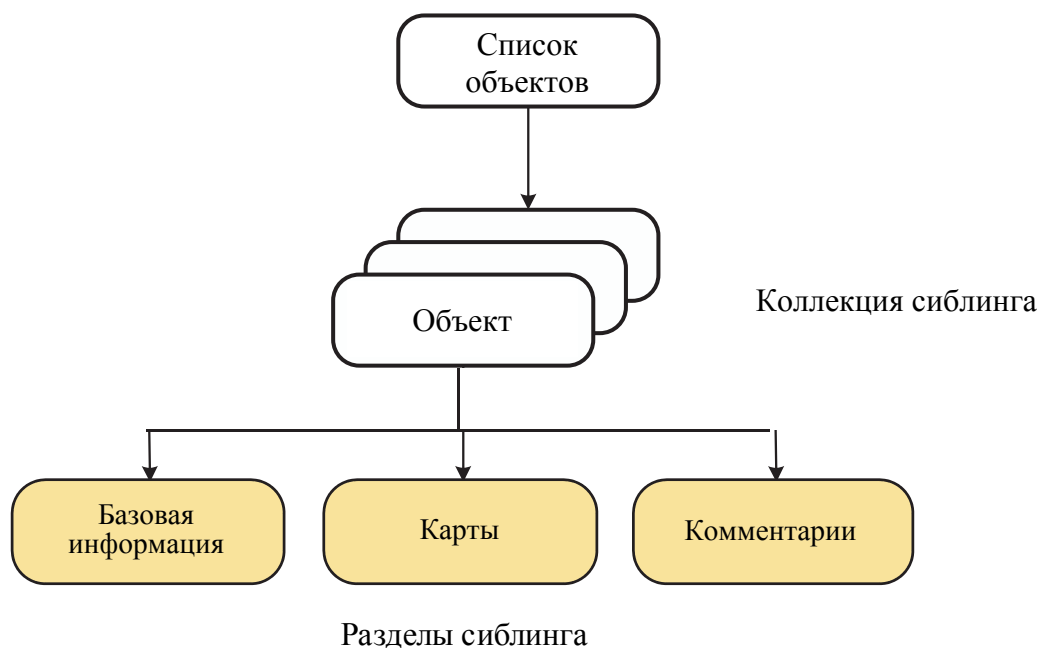 Список
объектов
Объект
Коллекция сиблинга
Базовая
информация
Карты
Комментарии
Разделы сиблинга